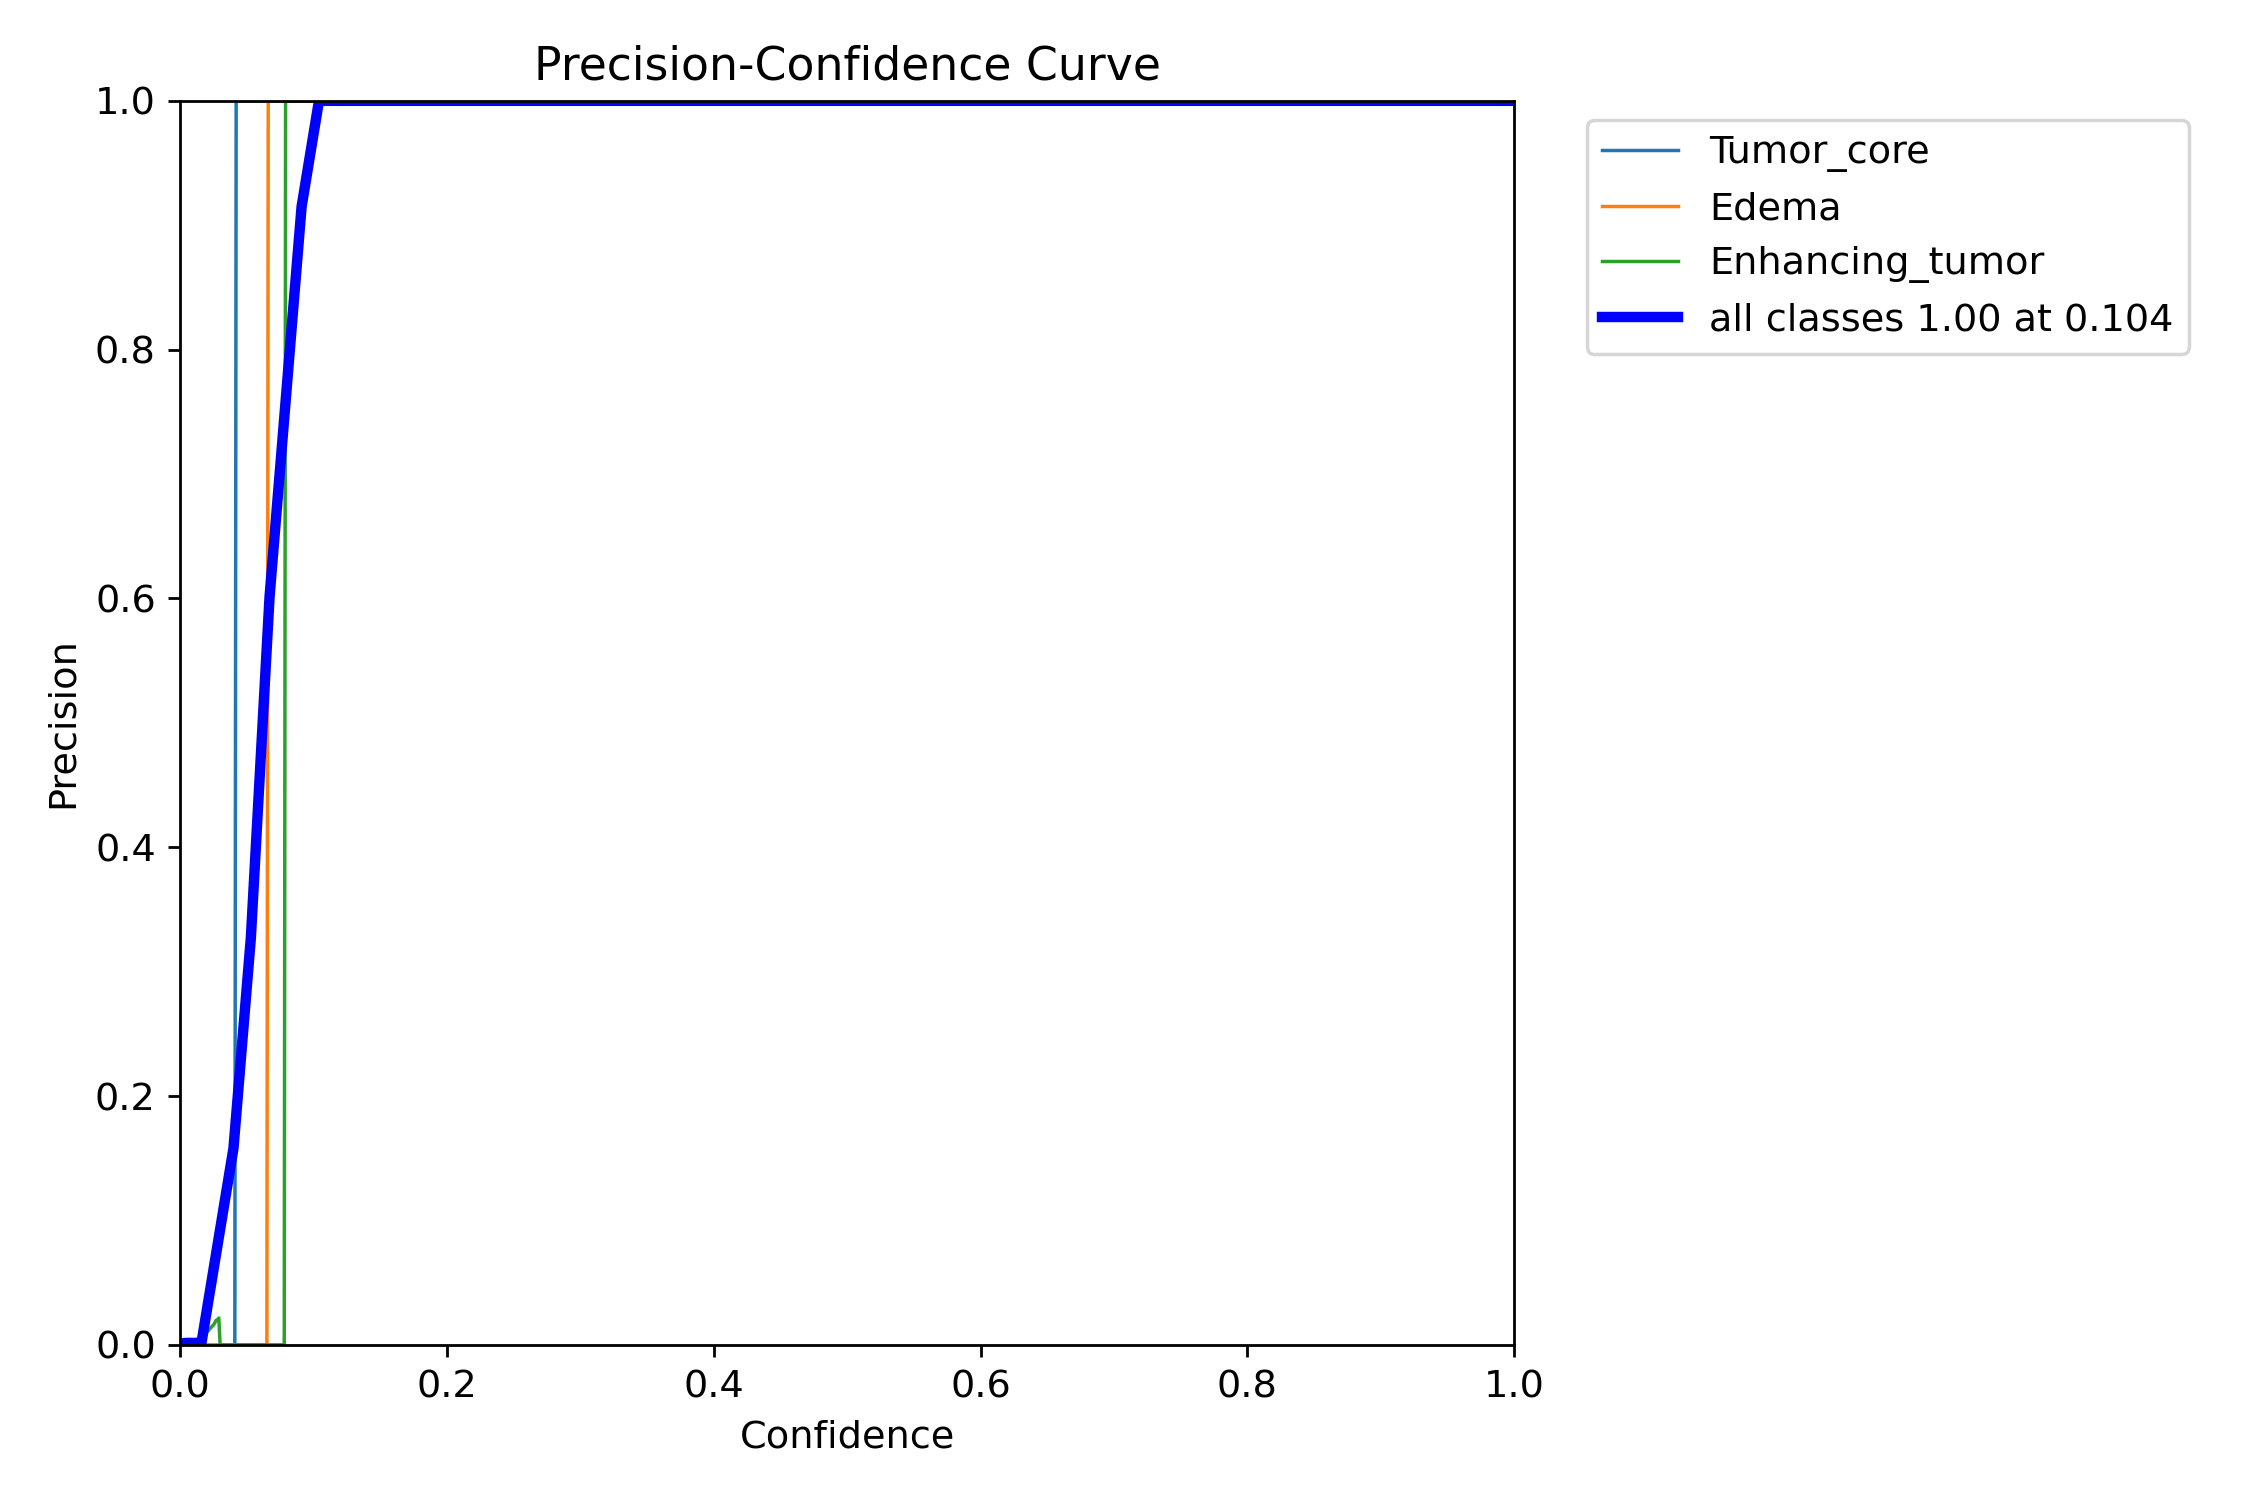 Precision-Confidence Curve
1.0
0.8
0.6
0.4
0.2
0.0
Precision
0.0 0.2 0.4 0.6 0.8 1.0
Confidence
Tumor_core
Edema
Enhancing_tumor
all classes 1.00 at 0.104